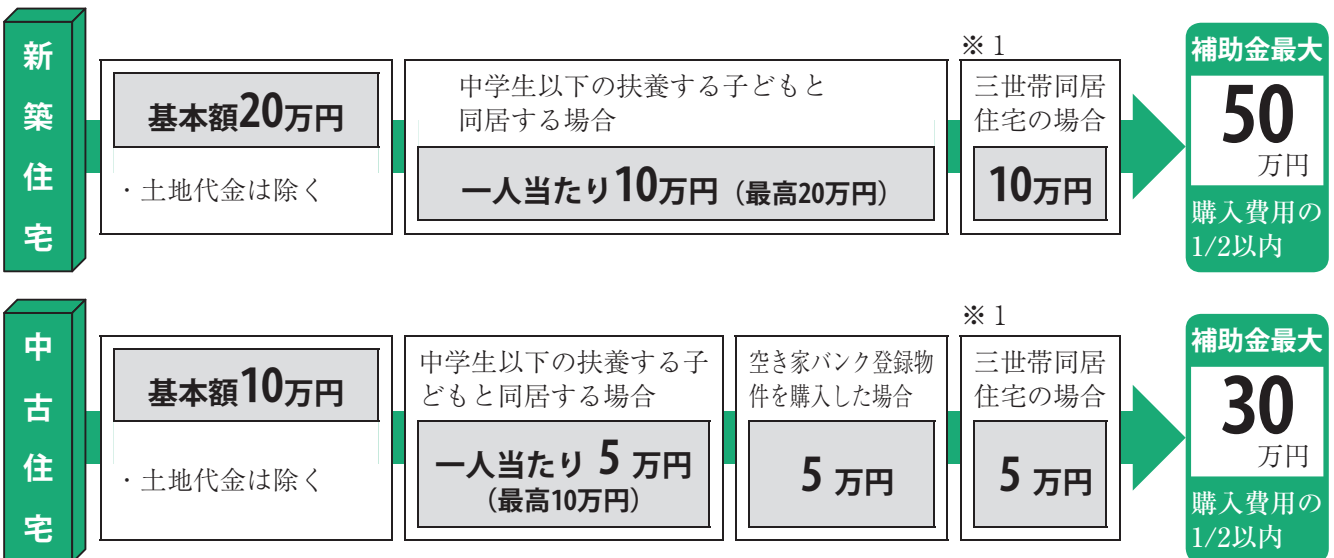 新築住宅
基本額20万円
・土地代金は除く
中学生以下の扶養する子どもと
同居する場合
一人当たり10万円（最高20万円）
※1
三世帯同居
住宅の場合
10万円
補助金最大
50
万円
購入費用の
1/2以内
中古住宅
基本額10万円
・土地代金は除く
中学生以下の扶養する子
どもと同居する場合
一人当たり 5 万円
（最高10万円）
空き家バンク登録物
件を購入した場合
5 万円
※1
三世帯同居
住宅の場合
5 万円
補助金最大
30
万円
購入費用の
1/2以内